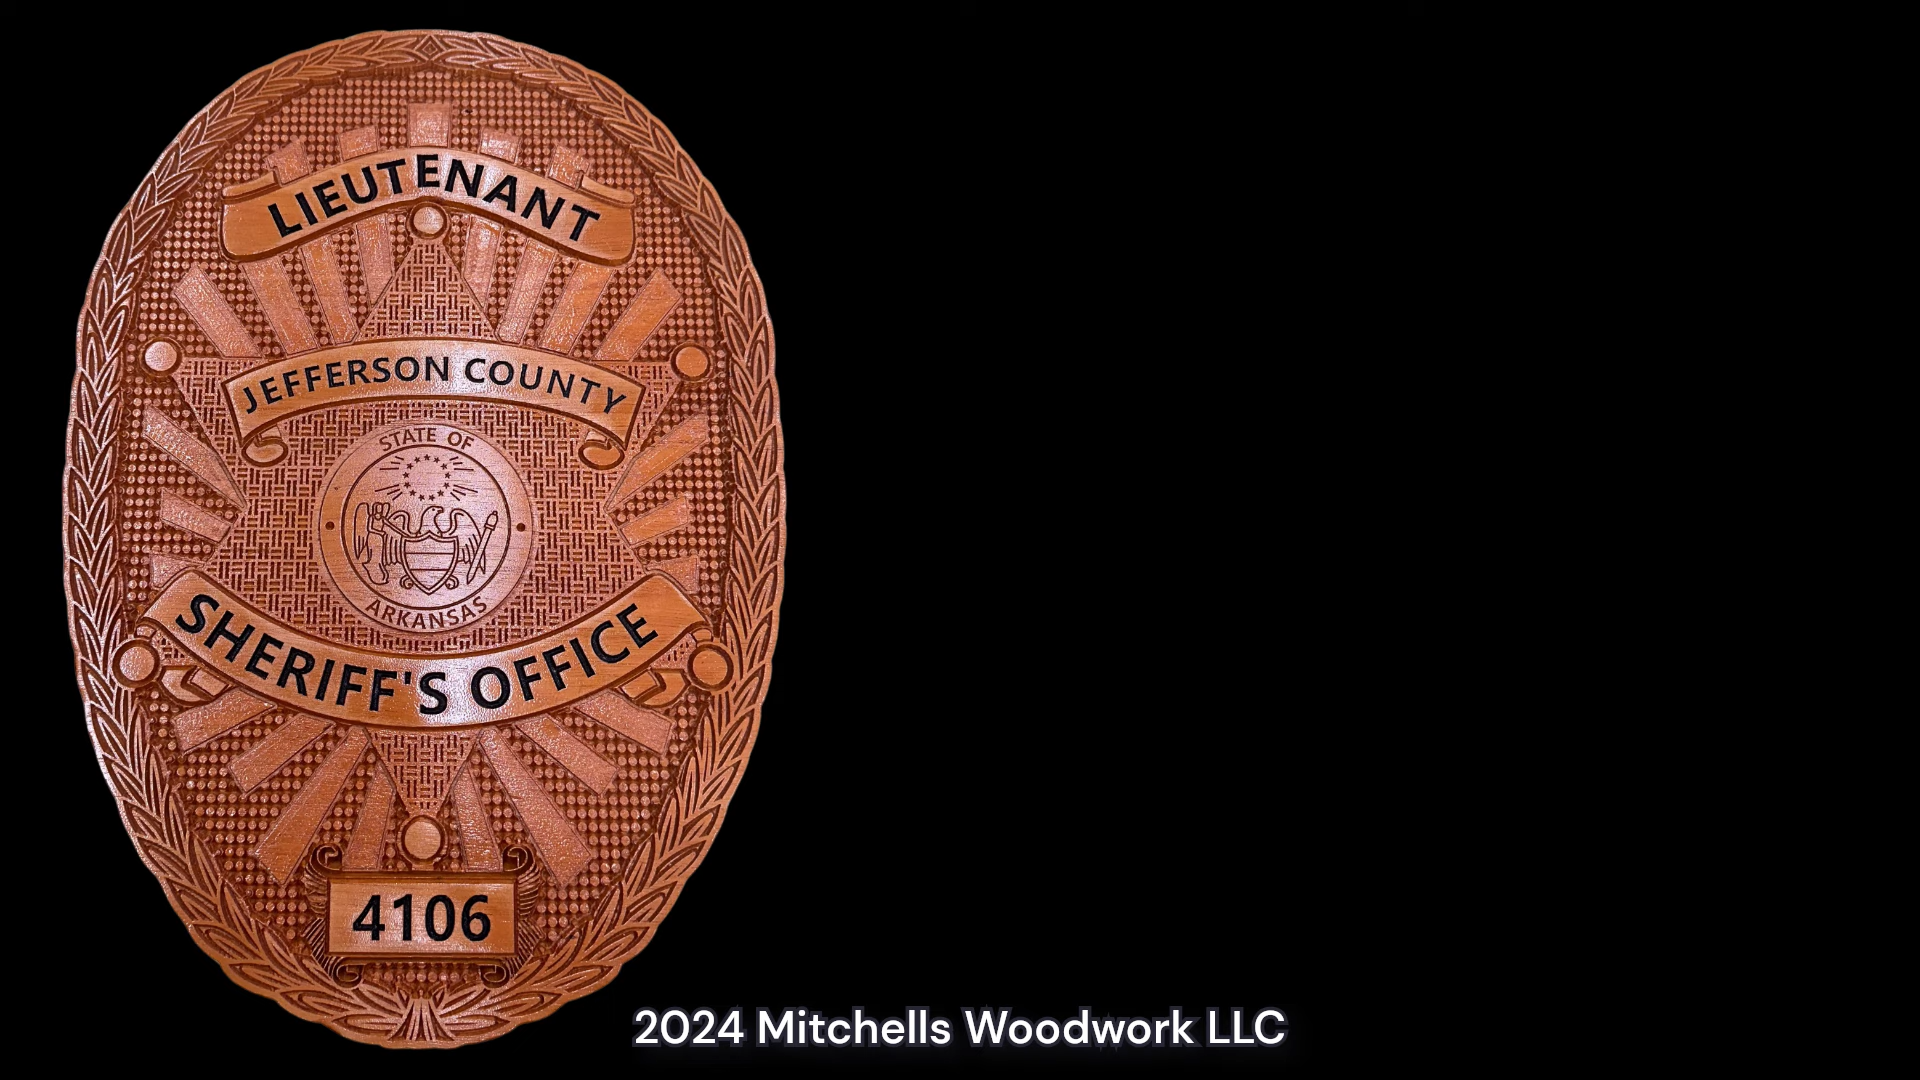 LIEUTENANT
JEFFERSON COUNTY
STATE OF
ARKANSAS
SHERIFF'S OFFICE
4106
2024 Mitchells Woodwork LLC